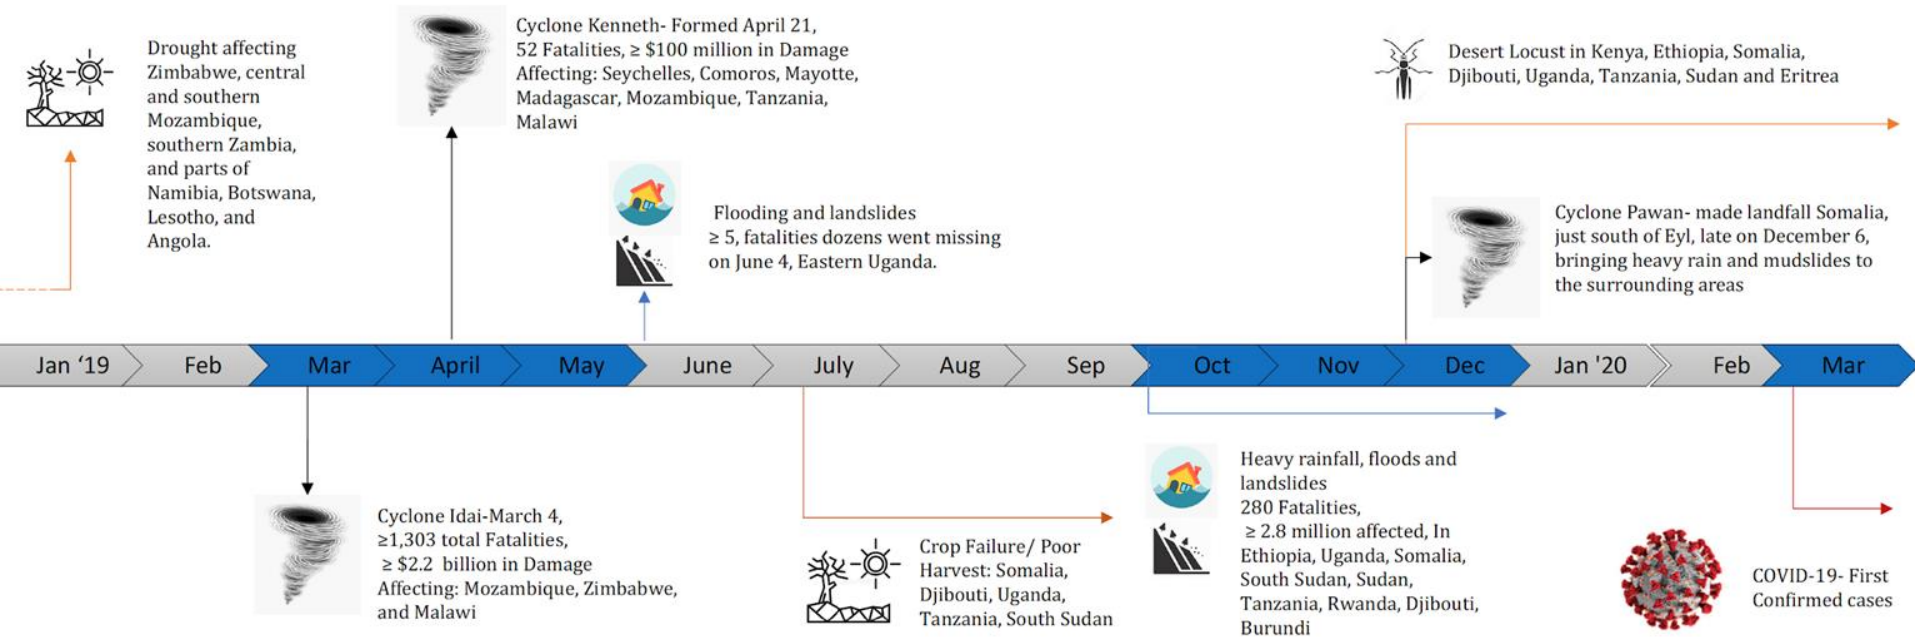 Drought affecting
Zimbabwe, central
and southern
Mozambique,
southern Zambia,
and parts of
Namibia, Botswana,
Lesotho, and
Angola.
Cyclone Kenneth- Formed April 21,
52 Fatalities, ≥ $100 million in Damage
Affecting: Seychelles, Comoros, Mayotte,
Madagascar, Mozambique, Tanzania,
Malawi
Flooding and landslides
≥ 5, fatalities dozens went missing
on June 4, Eastern Uganda.
Desert Locust in Kenya, Ethiopia, Somalia,
Djibouti, Uganda, Tanzania, Sudan and Eritrea
Cyclone Pawan- made landfall Somalia,
just south of Eyl, late on December 6,
bringing heavy rain and mudslides to
the surrounding areas
Jan ‘19 Feb Mar April May June July Aug Sep Oct Nov Dec Jan '20 Feb Mar
Cyclone Idai-March 4,
≥1,303 total Fatalities,
≥ $2.2 billion in Damage
Affecting: Mozambique, Zimbabwe,
and Malawi
Crop Failure/ Poor
Harvest: Somalia,
Djibouti, Uganda,
Tanzania, South Sudan
Heavy rainfall, floods and
landslides
280 Fatalities,
≥ 2.8 million affected, In
Ethiopia, Uganda, Somalia,
South Sudan, Sudan,
Tanzania, Rwanda, Djibouti,
Burundi
COVID-19- First
Confirmed cases